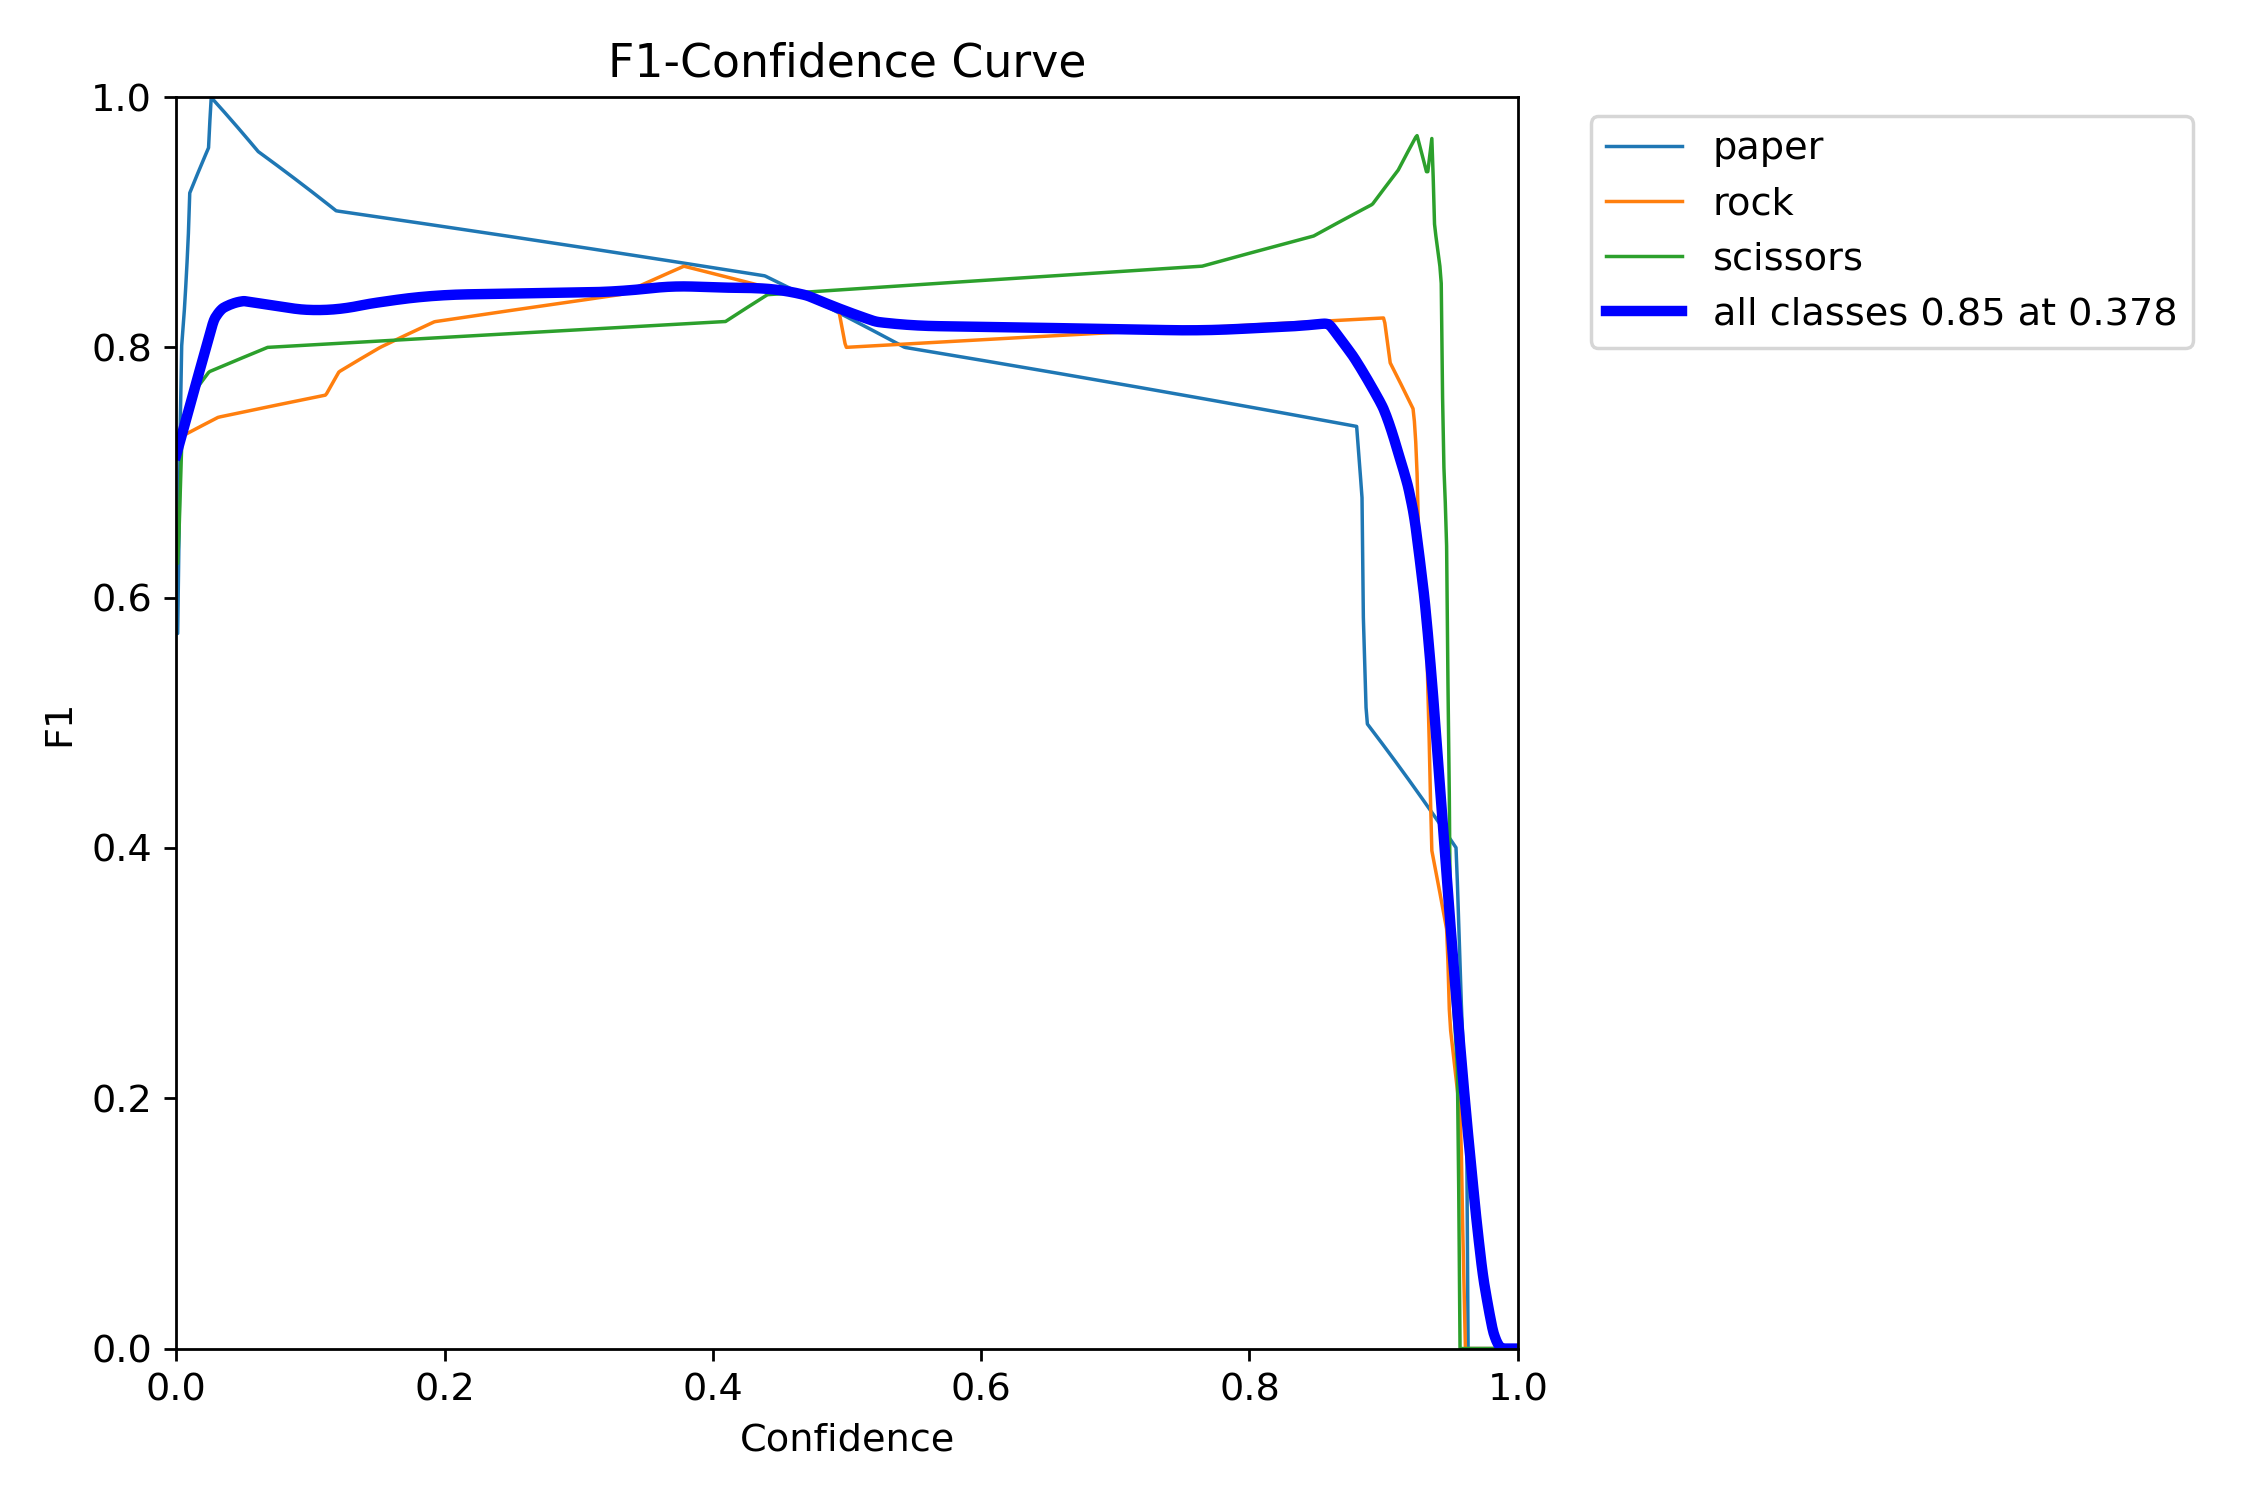 F1-Confidence Curve
1.0
0.8
0.6
0.4
0.2
0.0
F1
0.0 0.2 0.4 0.6 0.8 1.0
Confidence
paper
rock
scissors
all classes 0.85 at 0.378